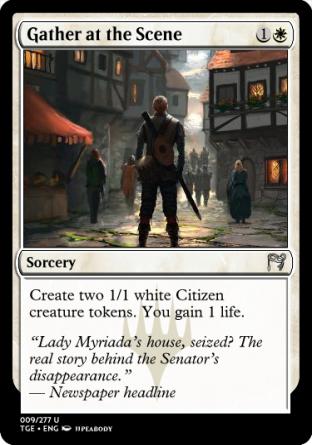 Gather at the Scene 1
Sorcery
Create two 1/1 white Citizen
creature tokens. You gain 1 life.
“Lady Myriada’s house, seized? The
real story behind the Senator’s
disappearance.”
— Newspaper headline
009/277 U
TGE • ENG JJPEABODY